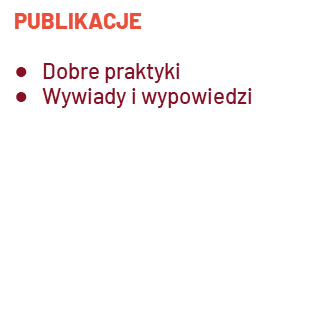 PUBLIKACJE
● Dobre praktyki
● Wywiady i wypowiedzi